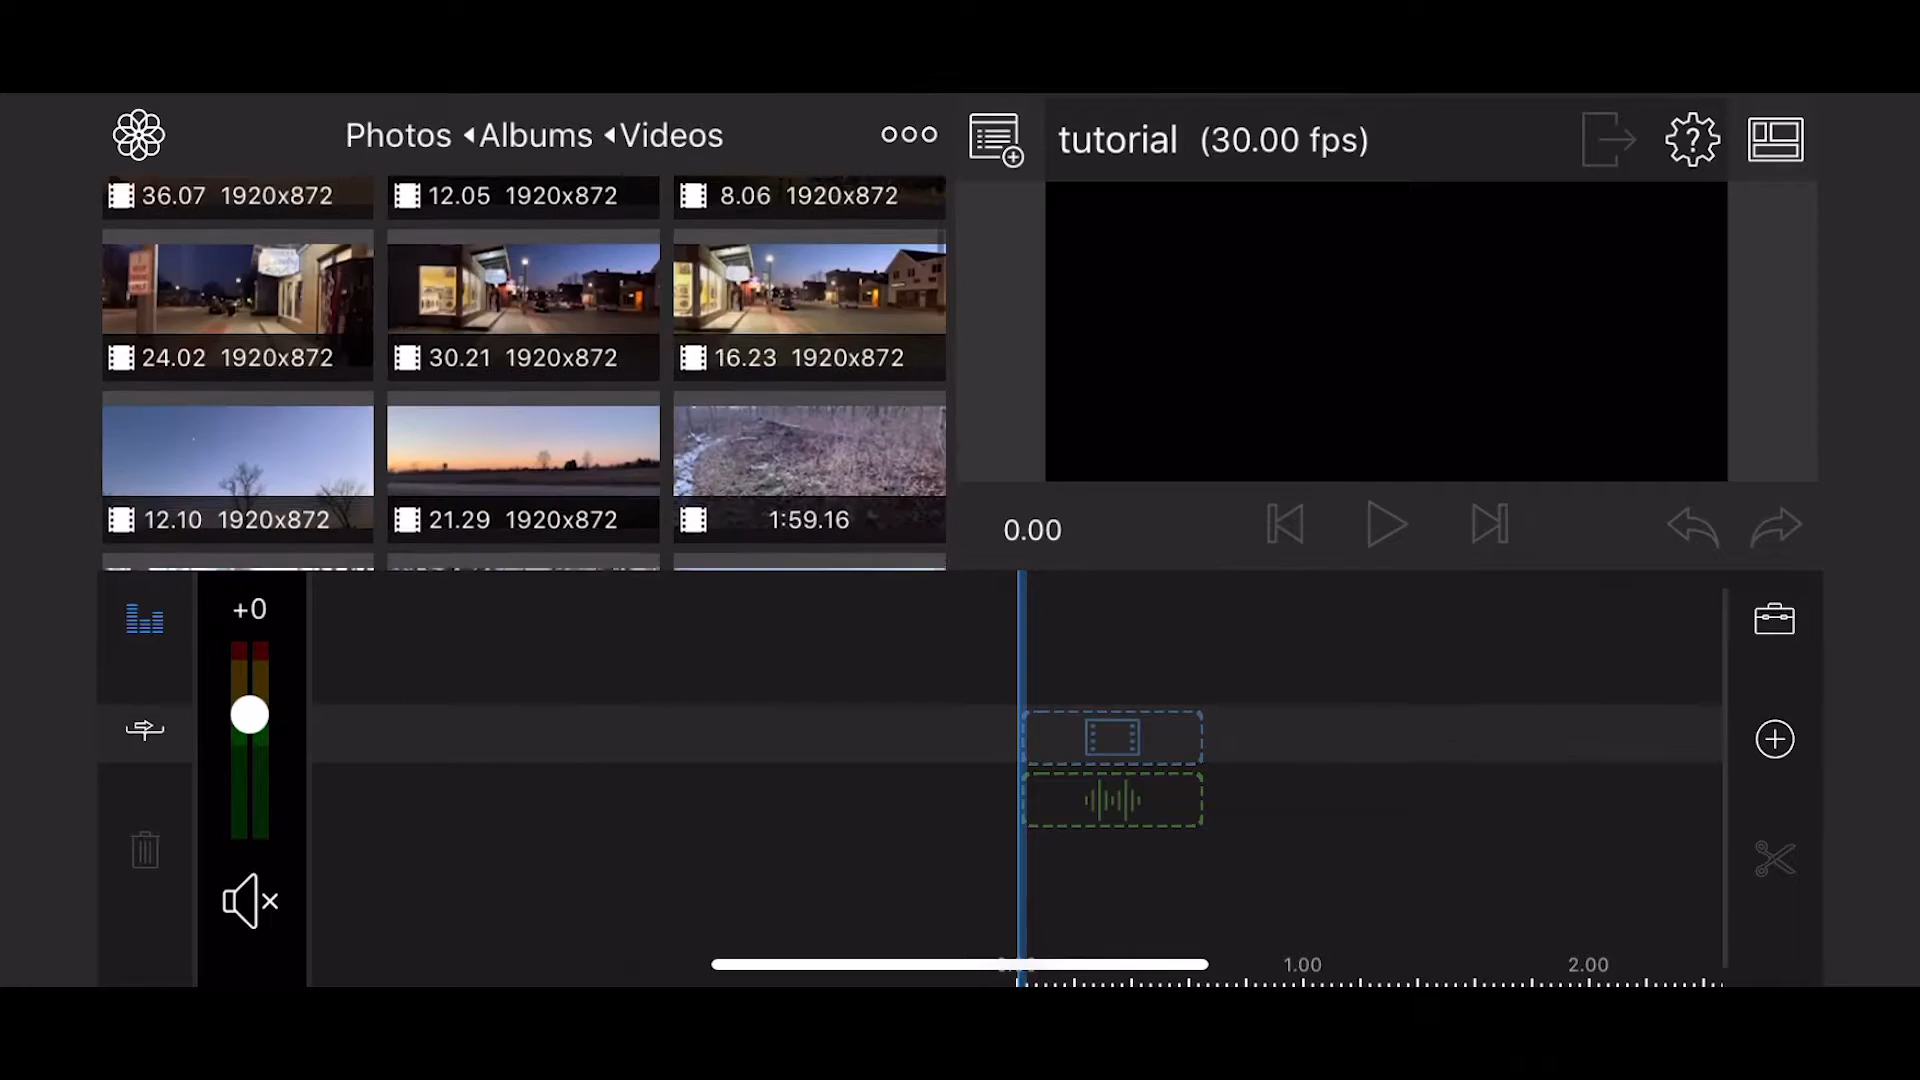 Photos Albums Videos
tutorial (30.00 fps)
36.07 1920x872
12.05 1920x872
8.06 1920x872
24.02 1920x872
30.21 1920x872
16.23 1920x872
12.10 1920x872
21.29 1920x872
1:59.16
0.00
+0
1.00
2.00